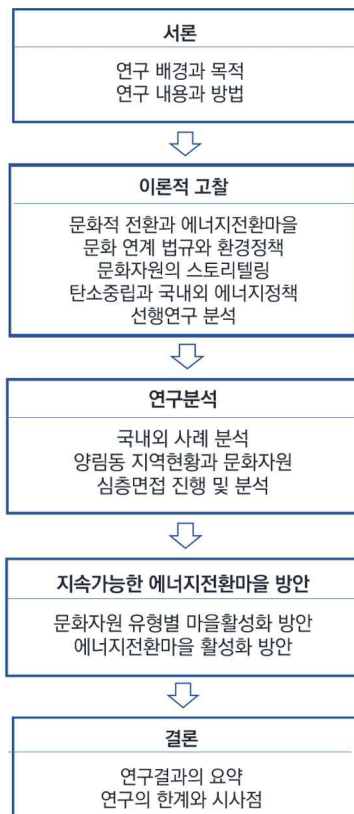 서론
연구 배경과 목적
연구 내용과 방법
이론적 고찰
문화적 전환과 에너지전환마을
문화 연계 법규와 환경정책
문화자원의 스토리텔링
탄소중립과 국내외 에너지정책
선행연구 분석
연구분석
국내외 사례 분석
양림동 지역현황과 문화자원
심층면접 진행 및 분석
지속가능한 에너지전환마을 방안
문화자원 유형별 마을활성화 방안
에너지전환마을 활성화 방안
결론
연구결과의 요약
연구의 한계와 시사점